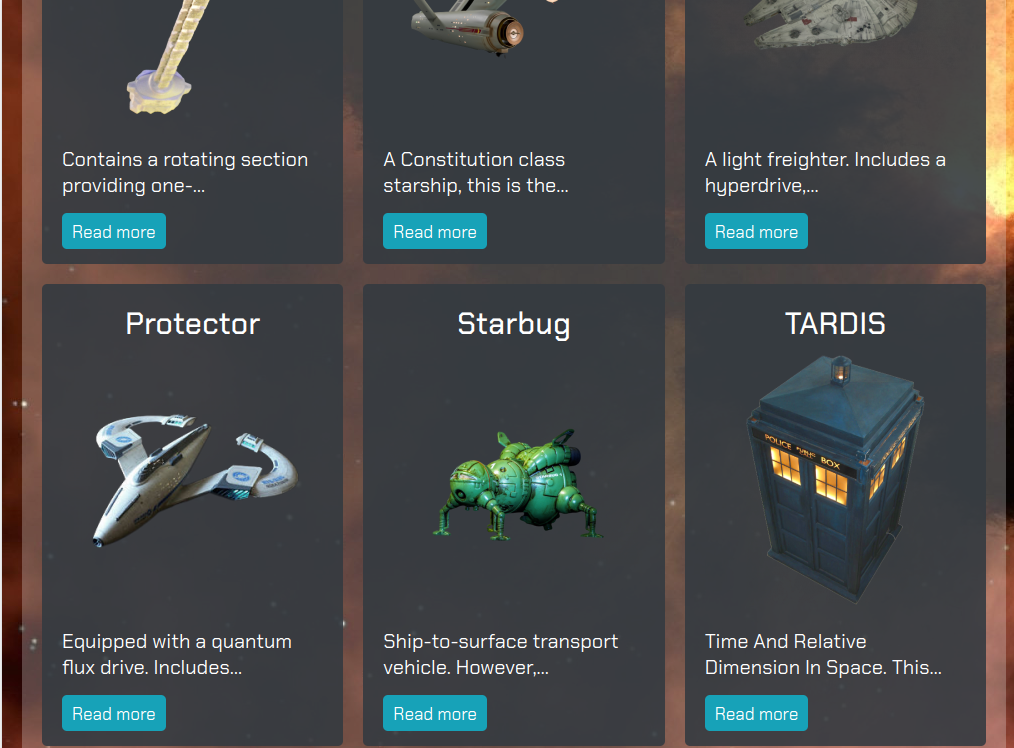 Contains a rotating section
providing one-...
Read more
A Constitution class
starship, this is the...
Read more
A light freighter. Includes a
hyperdrive,...
Read more
Protector
Equipped with a quantum
flux drive. Includes...
Read more
Starbug
Ship-to-surface transport
vehicle. However,...
Read more
TARDIS
POLICE BOX
Time And Relative
Dimension In Space. This...
Read more